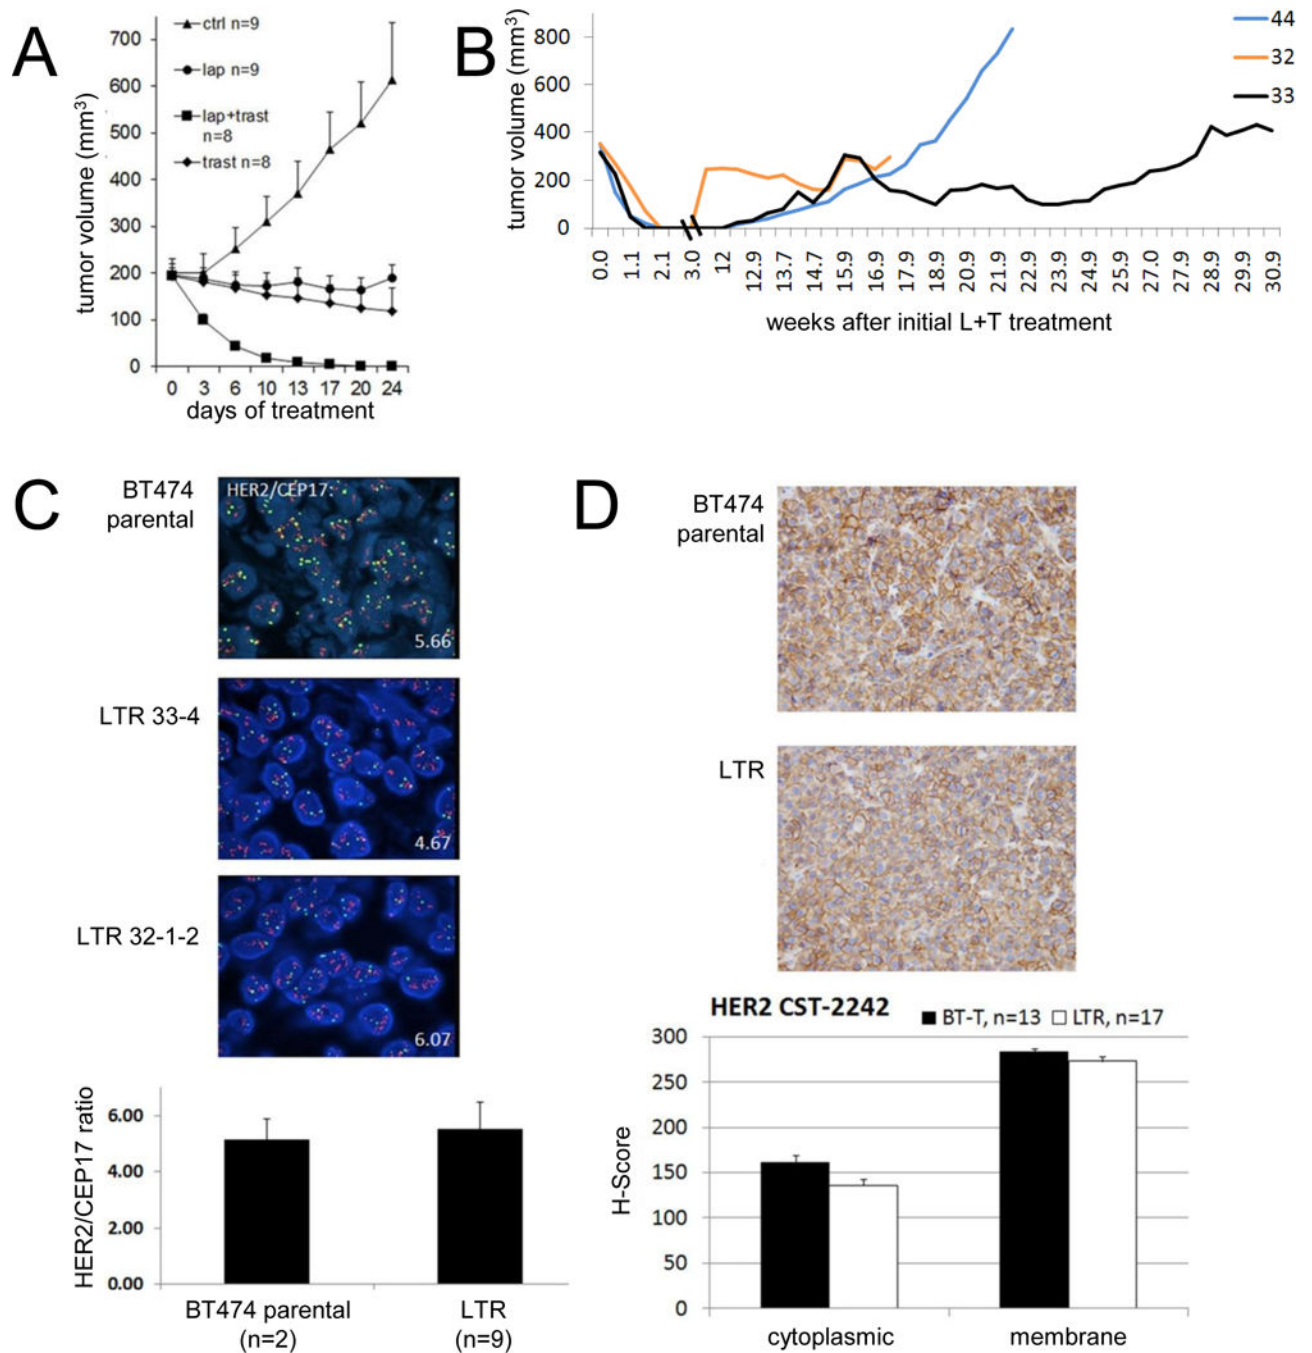 A
ctrl n=9
lap n=9
lap+trast
n=8
trast n=8
tumor volume (mm³)
700
600
500
400
300
200
100
0
0 3 6 10 13 17 20 24
days of treatment
B
44
32
33
tumor volume (mm³)
800
600
400
200
0
0.0 1.1 2.1 3.0 12 12.9 13.7 14.7 15.9 16.9 17.9 18.9 20.9 21.9 22.9 23.9 24.9 25.9 27.0 27.9 28.9 29.9 30.9
weeks after initial L+T treatment
C
BT474
parental
HER2/CEP17:
5.66
LTR 33-4
4.67
LTR 32-1-2
6.07
HER2/CEP17 ratio
6.00
4.00
2.00
0.00
BT474 parental
(n=2)
LTR
(n=9)
D
BT474
parental
LTR
HER2 CST-2242
BT-T, n=13 LTR, n=17
H-Score
300
250
200
150
100
50
0
cytoplasmic membrane